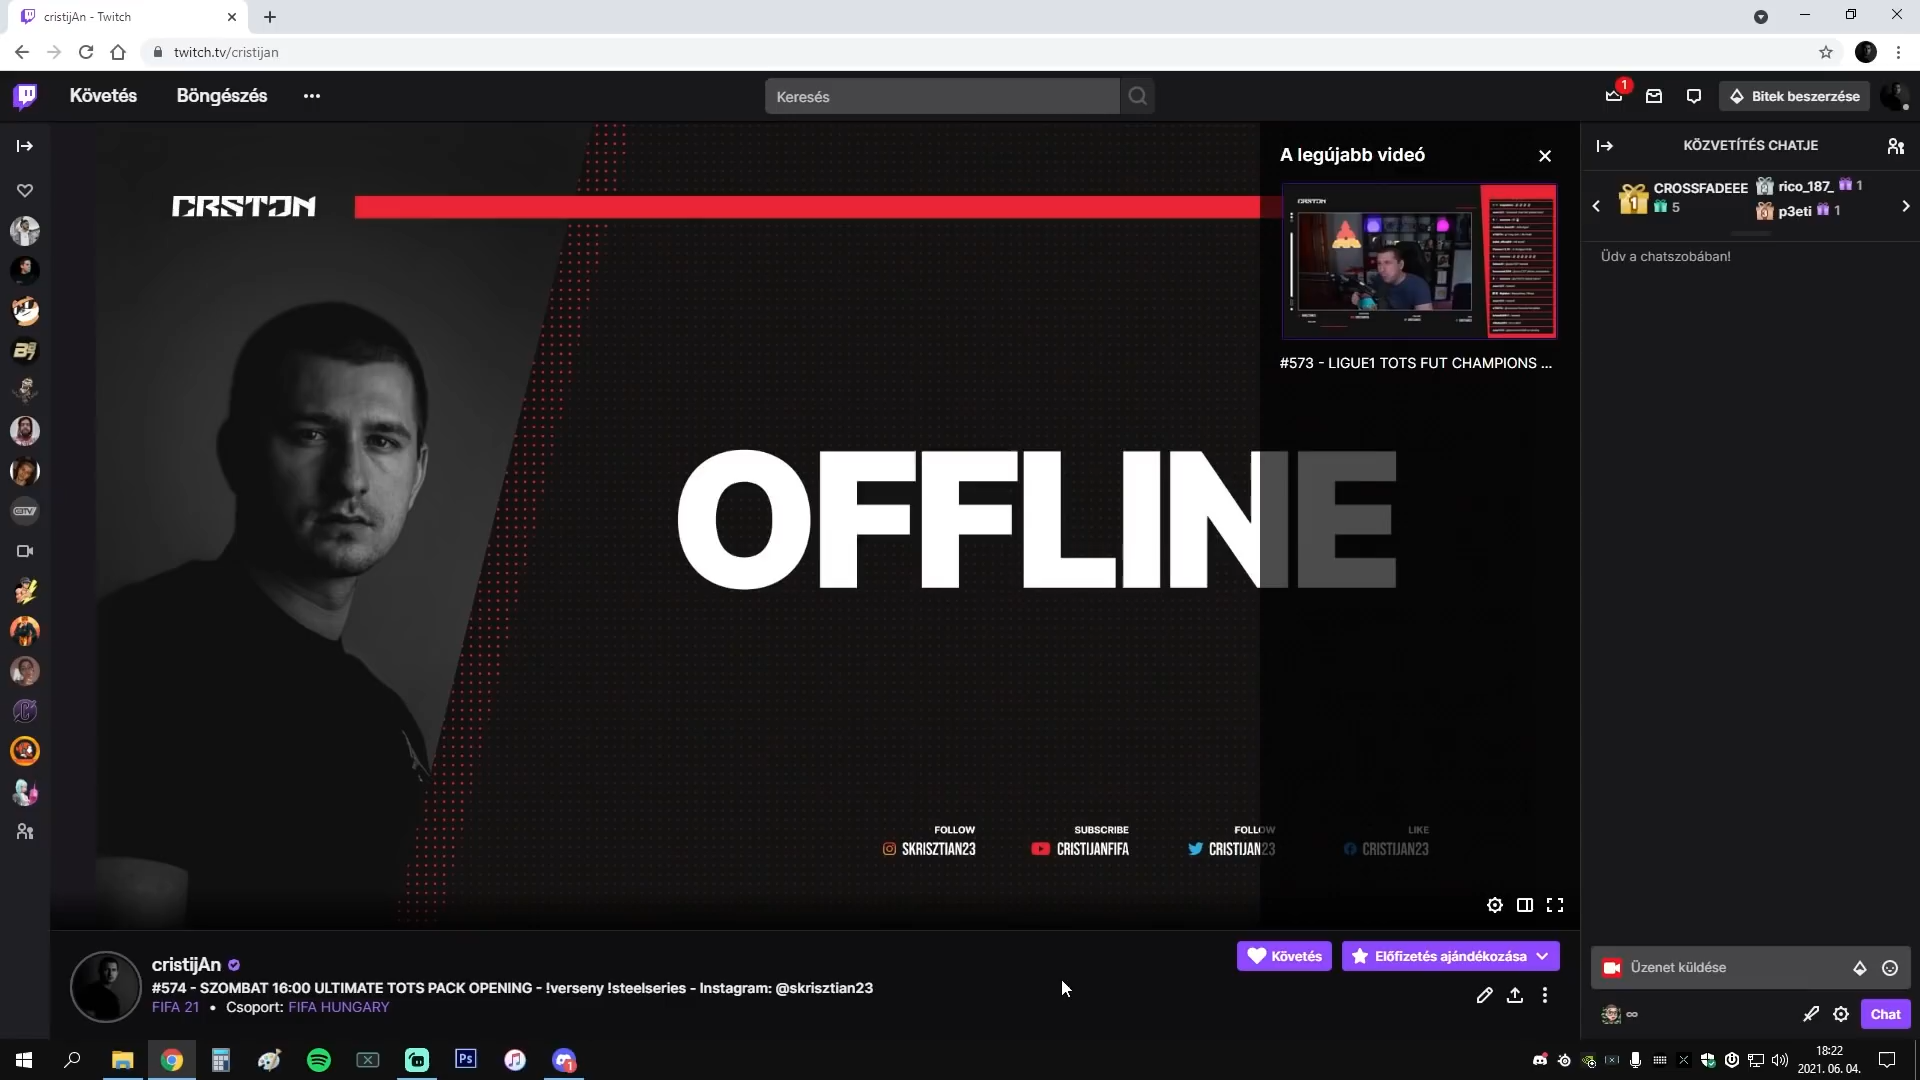 cristijAn - Twitch
twitch.tv/cristijan
Követés
Böngészés
Keresés
1
Bitek beszerzése
CRSTJN
A legújabb videó
#573 - LIGUE1 TOTS FUT CHAMPIONS ...
KÖZVETÍTÉS CHATJE
1
CROSSFADEEE
5
rico_187_ 1
p3eti 1
Üdv a chatszobában!
OFFLINE
FOLLOW
SKRISZTIAN23
SUBSCRIBE
CRISTIJANFIFA
FOLLOW
CRISTIJAN23
LIKE
CRISTIJAN23
cristijAn
#574 - SZOMBAT 16:00 ULTIMATE TOTS PACK OPENING - !verseny !steelseries - Instagram: @skrisztian23
FIFA 21 • Csoport: FIFA HUNGARY
Követés
Előfizetés ajándékozása
Üzenet küldése
∞
Chat
Ps
1
18:22
2021. 06. 04.